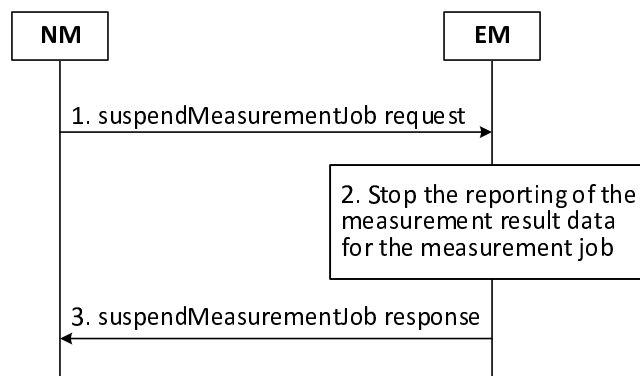 NM
EM
1. suspendMeasurementJob request
2. Stop the reporting of the
measurement result data
for the measurement job
3. suspendMeasurementJob response